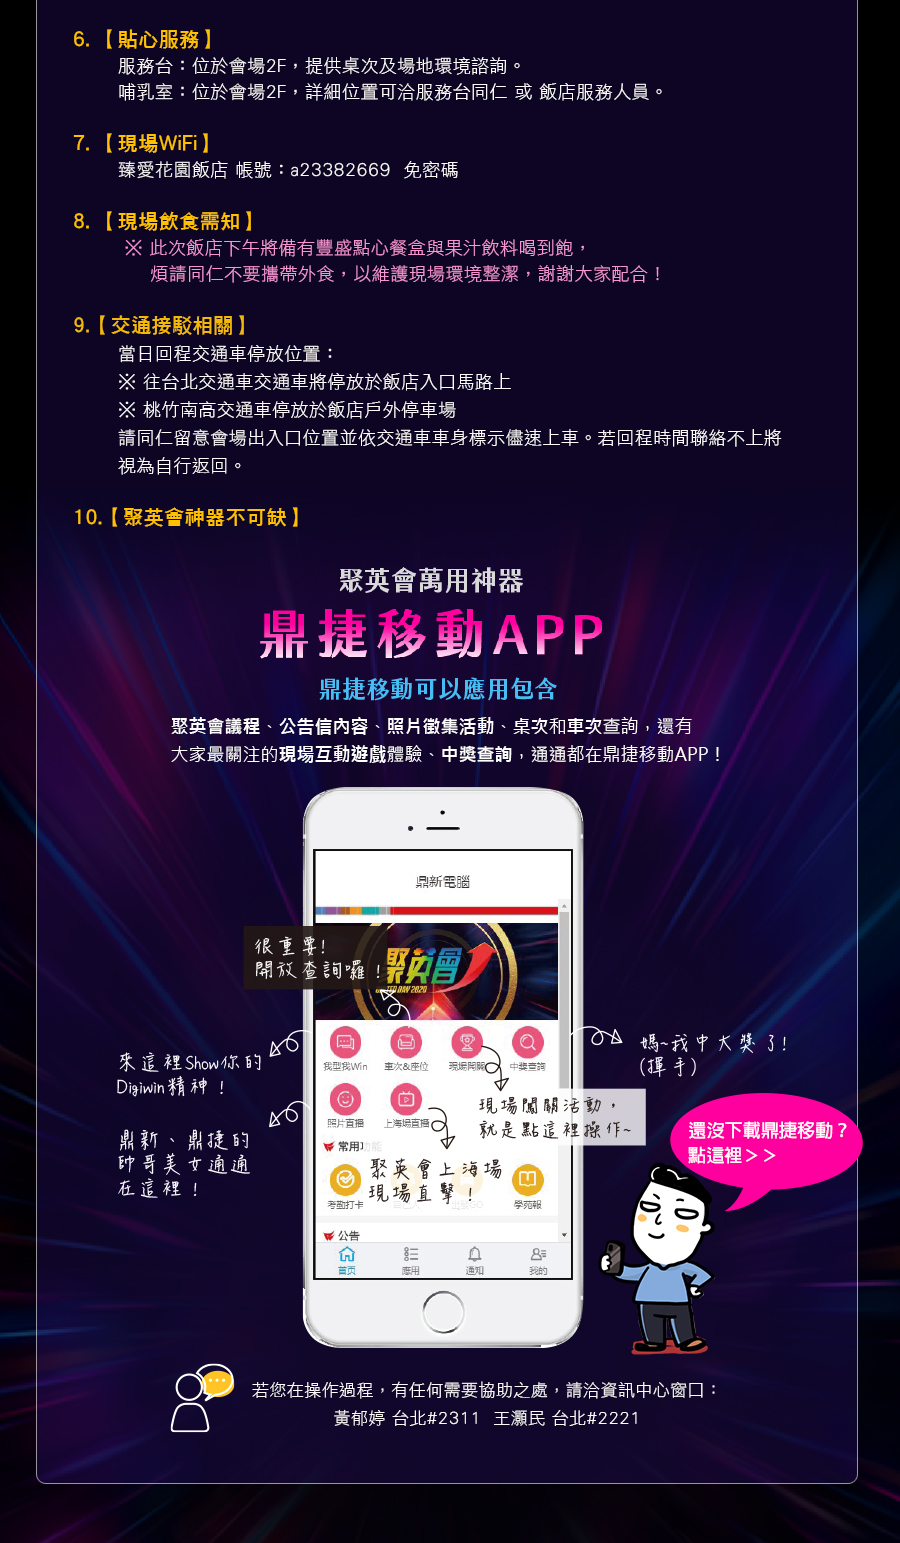 6. 【貼心服務】
服務台：位於會場2F，提供桌次及場地環境諮詢。
哺乳室：位於會場2F，詳細位置可洽服務台同仁 或 飯店服務人員。
7. 【現場WiFi】
臻愛花園飯店 帳號：a23382669 免密碼
8. 【現場飲食需知】
※ 此次飯店下午將備有豐盛點心餐盒與果汁飲料喝到飽，
煩請同仁不要攜帶外食，以維護現場環境整潔，謝謝大家配合！
9.【交通接駁相關】
當日回程交通車停放位置：
※ 往台北交通車交通車將停放於飯店入口馬路上
※ 桃竹南高交通車停放於飯店戶外停車場
請同仁留意會場出入口位置並依交通車車身標示儘速上車。若回程時間聯絡不上將
視為自行返回。
10.【聚英會神器不可缺】
聚英會萬用神器
鼎捷移動APP
鼎捷移動可以應用包含
聚英會議程、公告信內容、照片徵集活動、桌次和車次查詢，還有
大家最關注的現場互動遊戲體驗、中獎查詢，通通都在鼎捷移動APP！
鼎新電腦
很重要!
開放查詢囉!
聚英會
DAY 2020
我型我Win 車次&座位 現場闖關 中獎查詢
來這裡Show你的
Digiwin精神！
媽~我中大獎了!
(揮手)
照片直播 上海場直播
現場闖關活動，
就是點這裡操作~
鼎新、鼎捷的
帥哥美女通通
在這裡！
常用功能
聚英會上海場
現場直擊！
考勤打卡 學苑報
公告
首页 應用 通知 我的
還沒下載鼎捷移動？
點這裡＞＞
若您在操作過程，有任何需要協助之處，請洽資訊中心窗口：
黃郁婷 台北#2311 王灝民 台北#2221